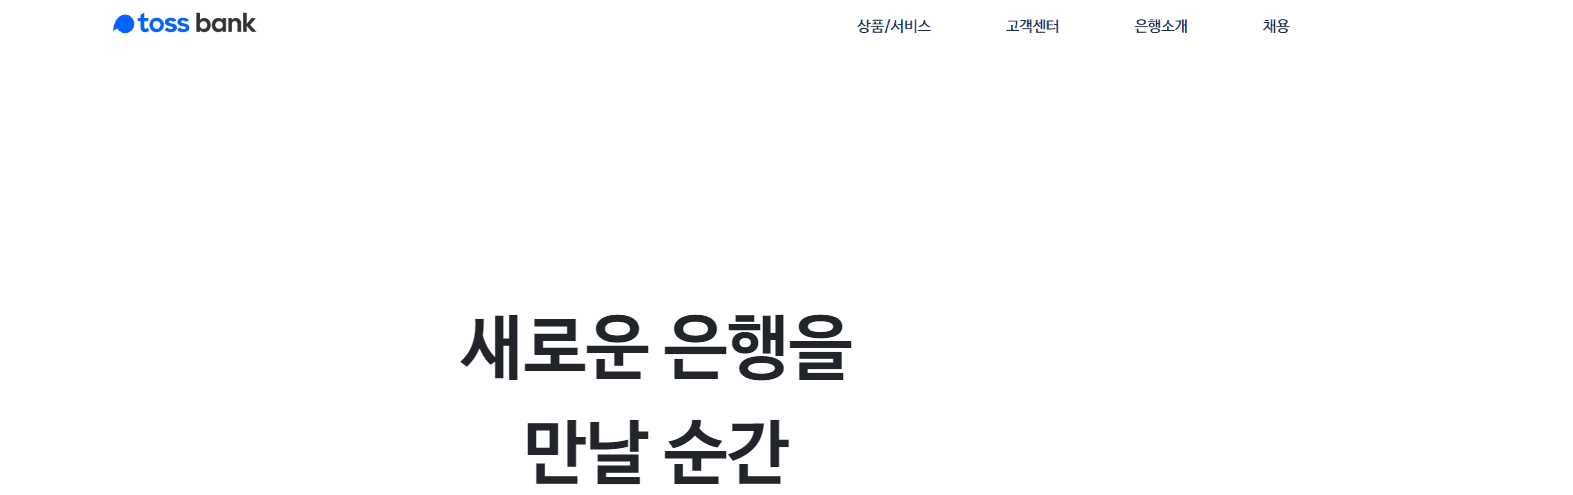 toss bank
상품/서비스
고객센터
은행소개
채용
새로운 은행을
만날 순간